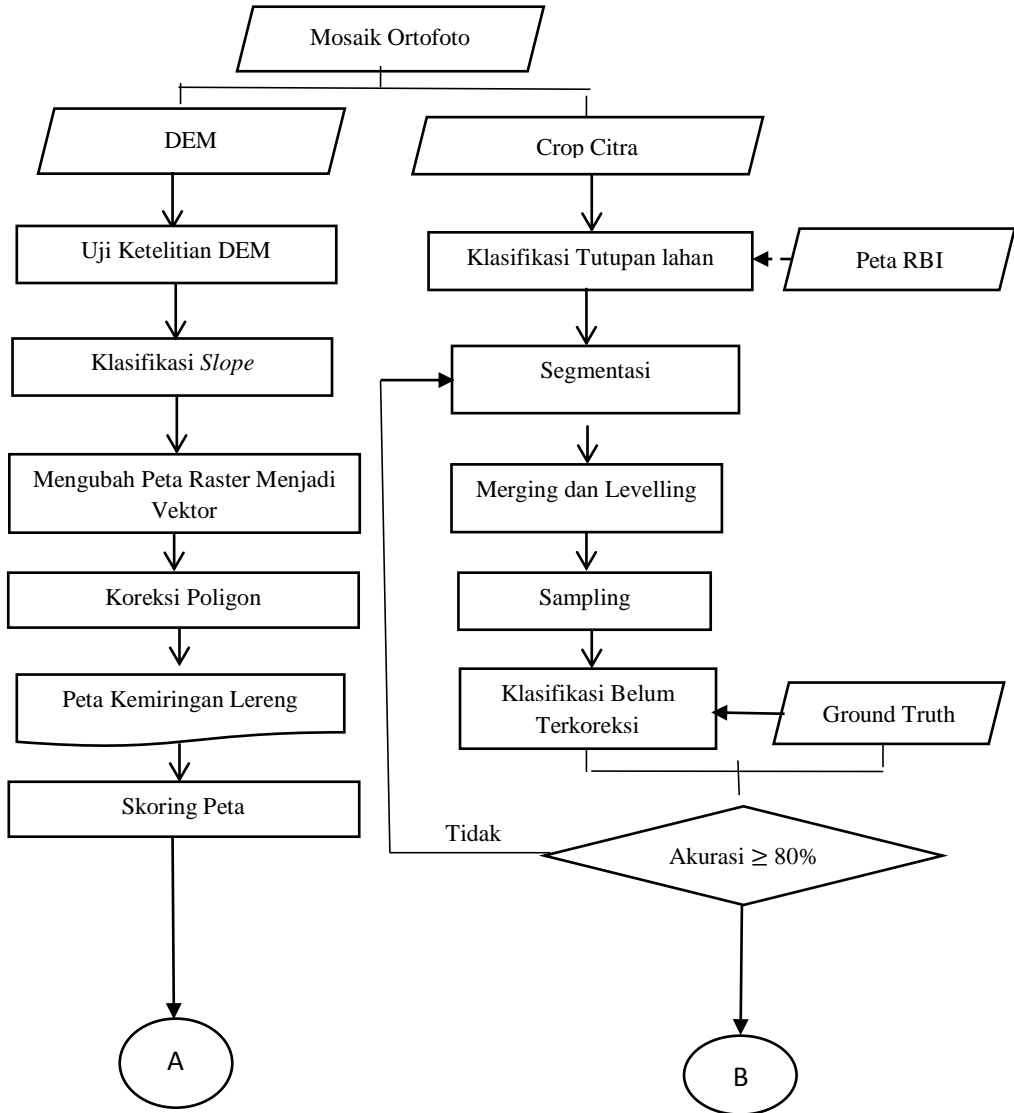 Mosaik Ortofoto
DEM
Crop Citra
Uji Ketelitian DEM
Klasifikasi Tutupan lahan
Peta RBI
Klasifikasi Slope
Segmentasi
Mengubah Peta Raster Menjadi
Vektor
Merging dan Levelling
Koreksi Poligon
Sampling
Peta Kemiringan Lereng
Klasifikasi Belum
Terkoreksi
Ground Truth
Skoring Peta
Tidak
Akurasi ≥ 80%
A
B